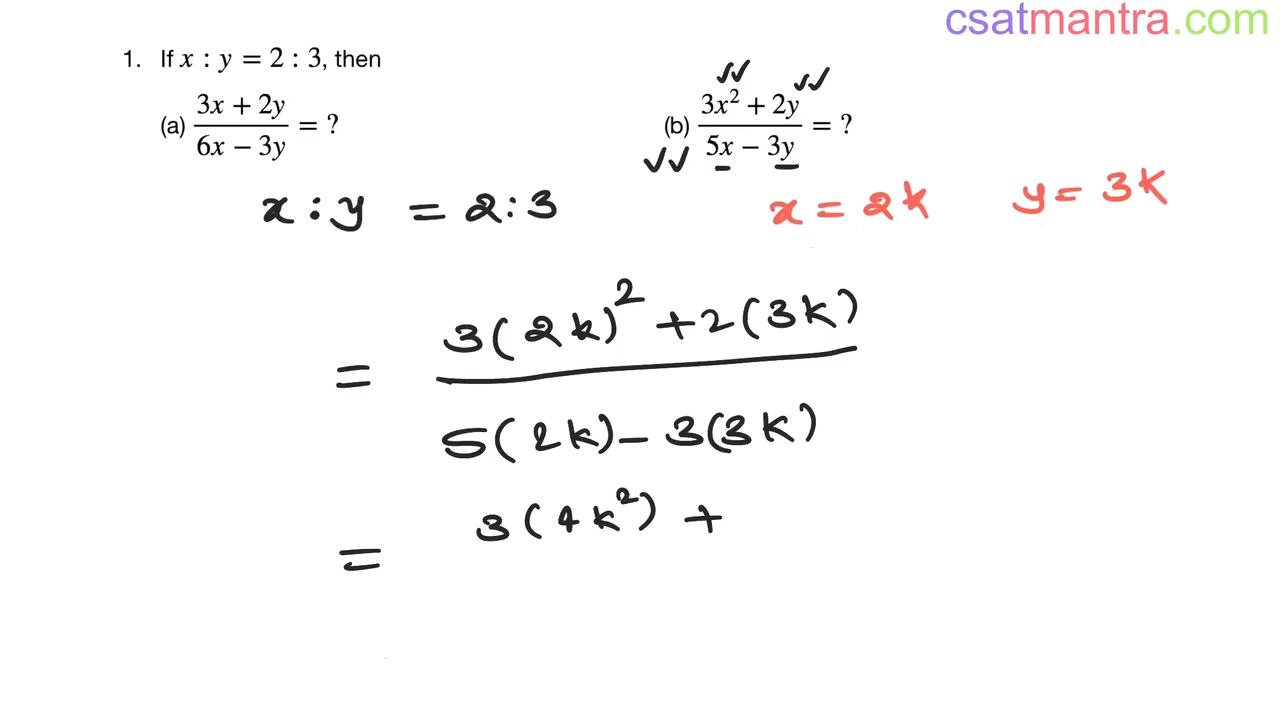 csatmantra.com
1. If x : y = 2 : 3, then
(a) (3x + 2y)/(6x − 3y) = ? (b) (3x² + 2y)/(5x − 3y) = ?
x : y = 2 : 3 x = 2k y = 3k
= (3(2k)² + 2(3k))/(5(2k) − 3(3k))
= 3(4k²) +